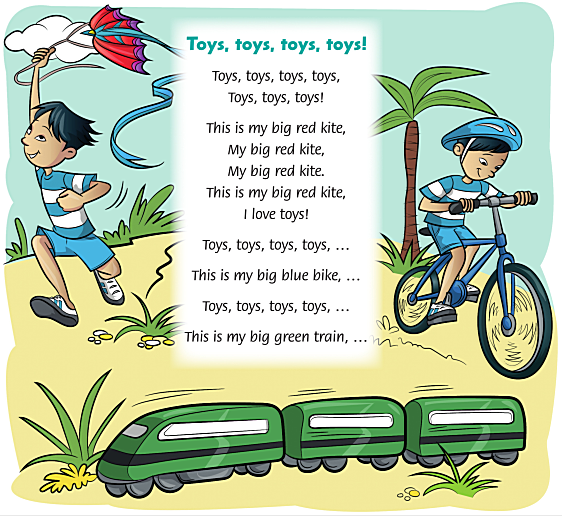 Toys, toys, toys, toys!
Toys, toys, toys, toys,
Toys, toys, toys!
This is my big red kite,
My big red kite,
My big red kite.
This is my big red kite,
I love toys!
Toys, toys, toys, toys, ...
This is my big blue bike, ...
Toys, toys, toys, toys, ...
This is my big green train, ...